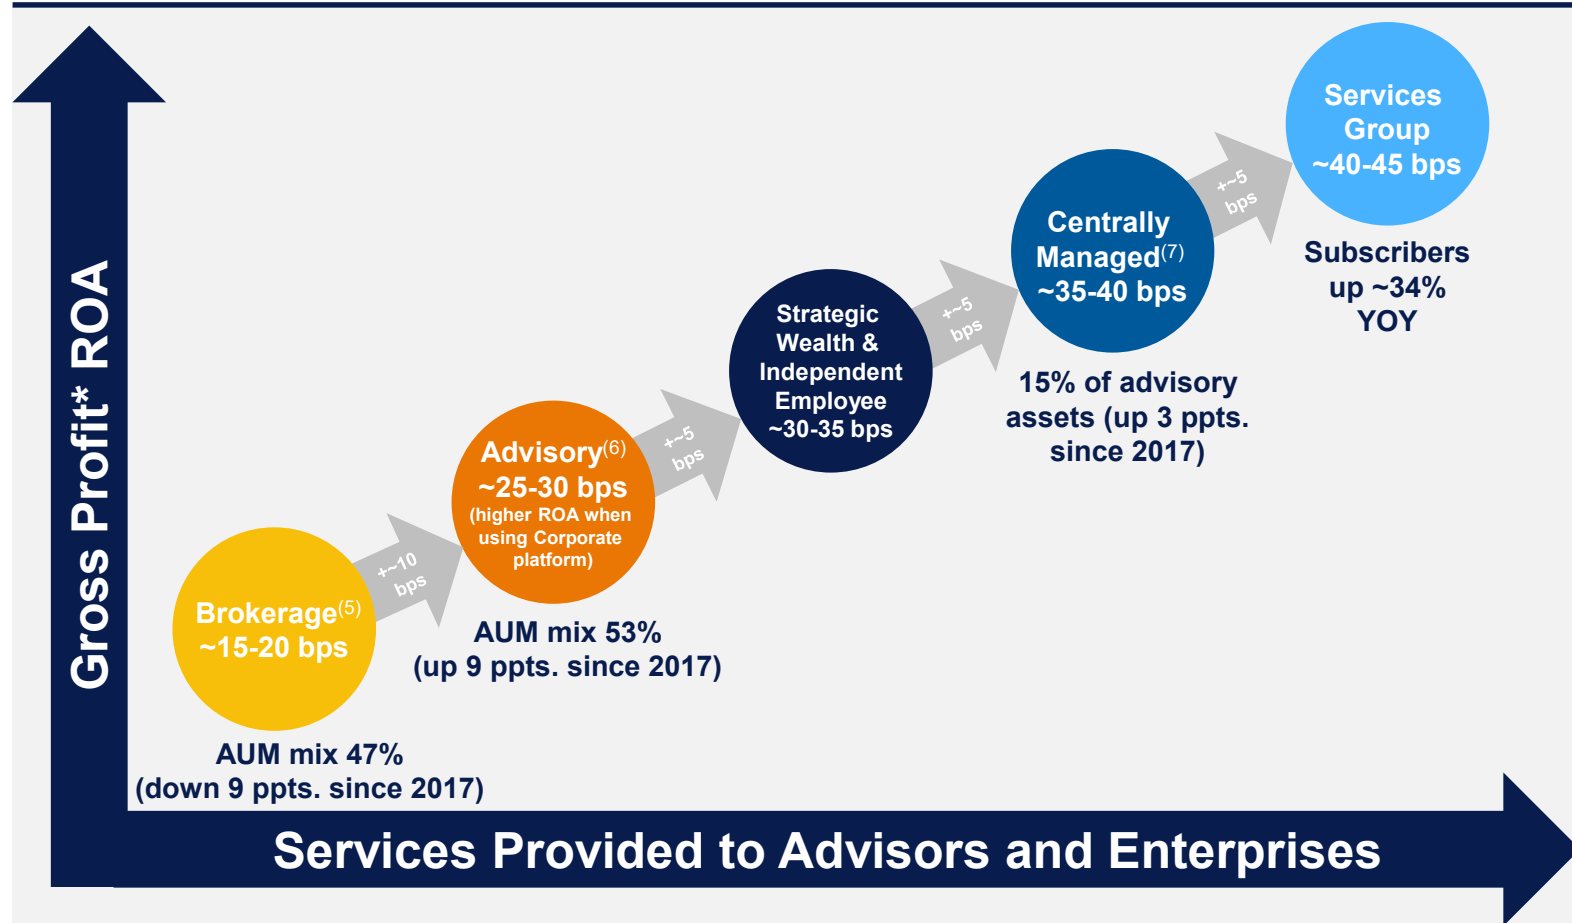 Gross Profit* ROA
Brokerage(5)
~15-20 bps
AUM mix 47%
(down 9 ppts. since 2017)
+~10
bps
Advisory(6)
~25-30 bps
(higher ROA when
using Corporate
platform)
AUM mix 53%
(up 9 ppts. since 2017)
+~5
bps
Strategic
Wealth &
Independent
Employee
~30-35 bps
+~5
bps
Centrally
Managed(7)
~35-40 bps
15% of advisory
assets (up 3 ppts.
since 2017)
+~5
bps
Services
Group
~40-45 bps
Subscribers
up ~34%
YOY
Services Provided to Advisors and Enterprises